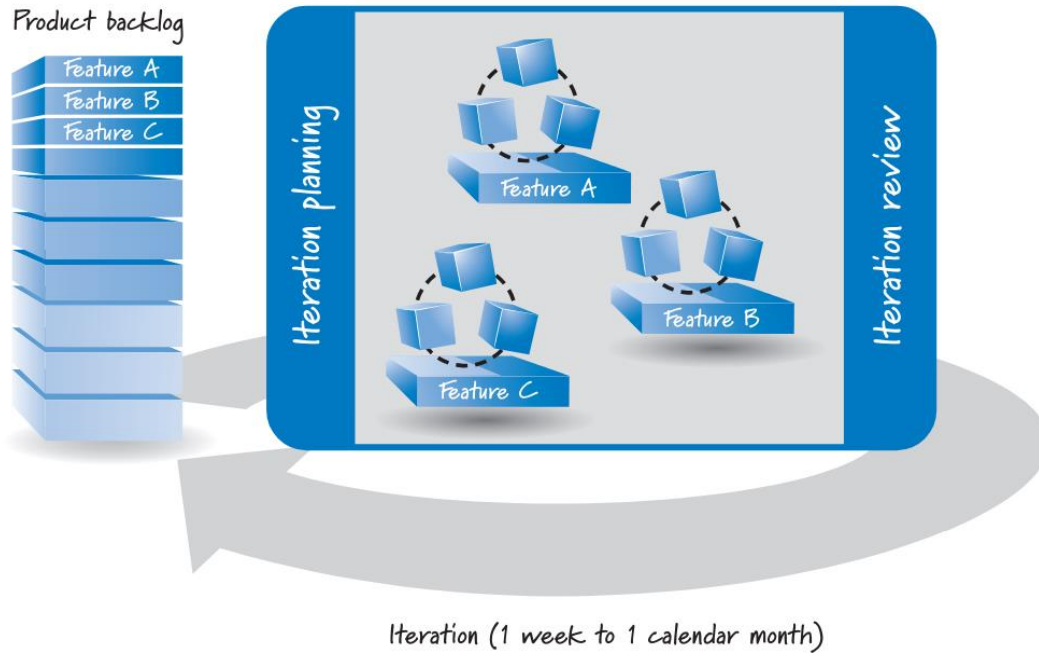 Product backlog
Feature A
Feature B
Feature C
Iteration planning
Feature A
Feature B
Feature C
Iteration review
Iteration (1 week to 1 calendar month)